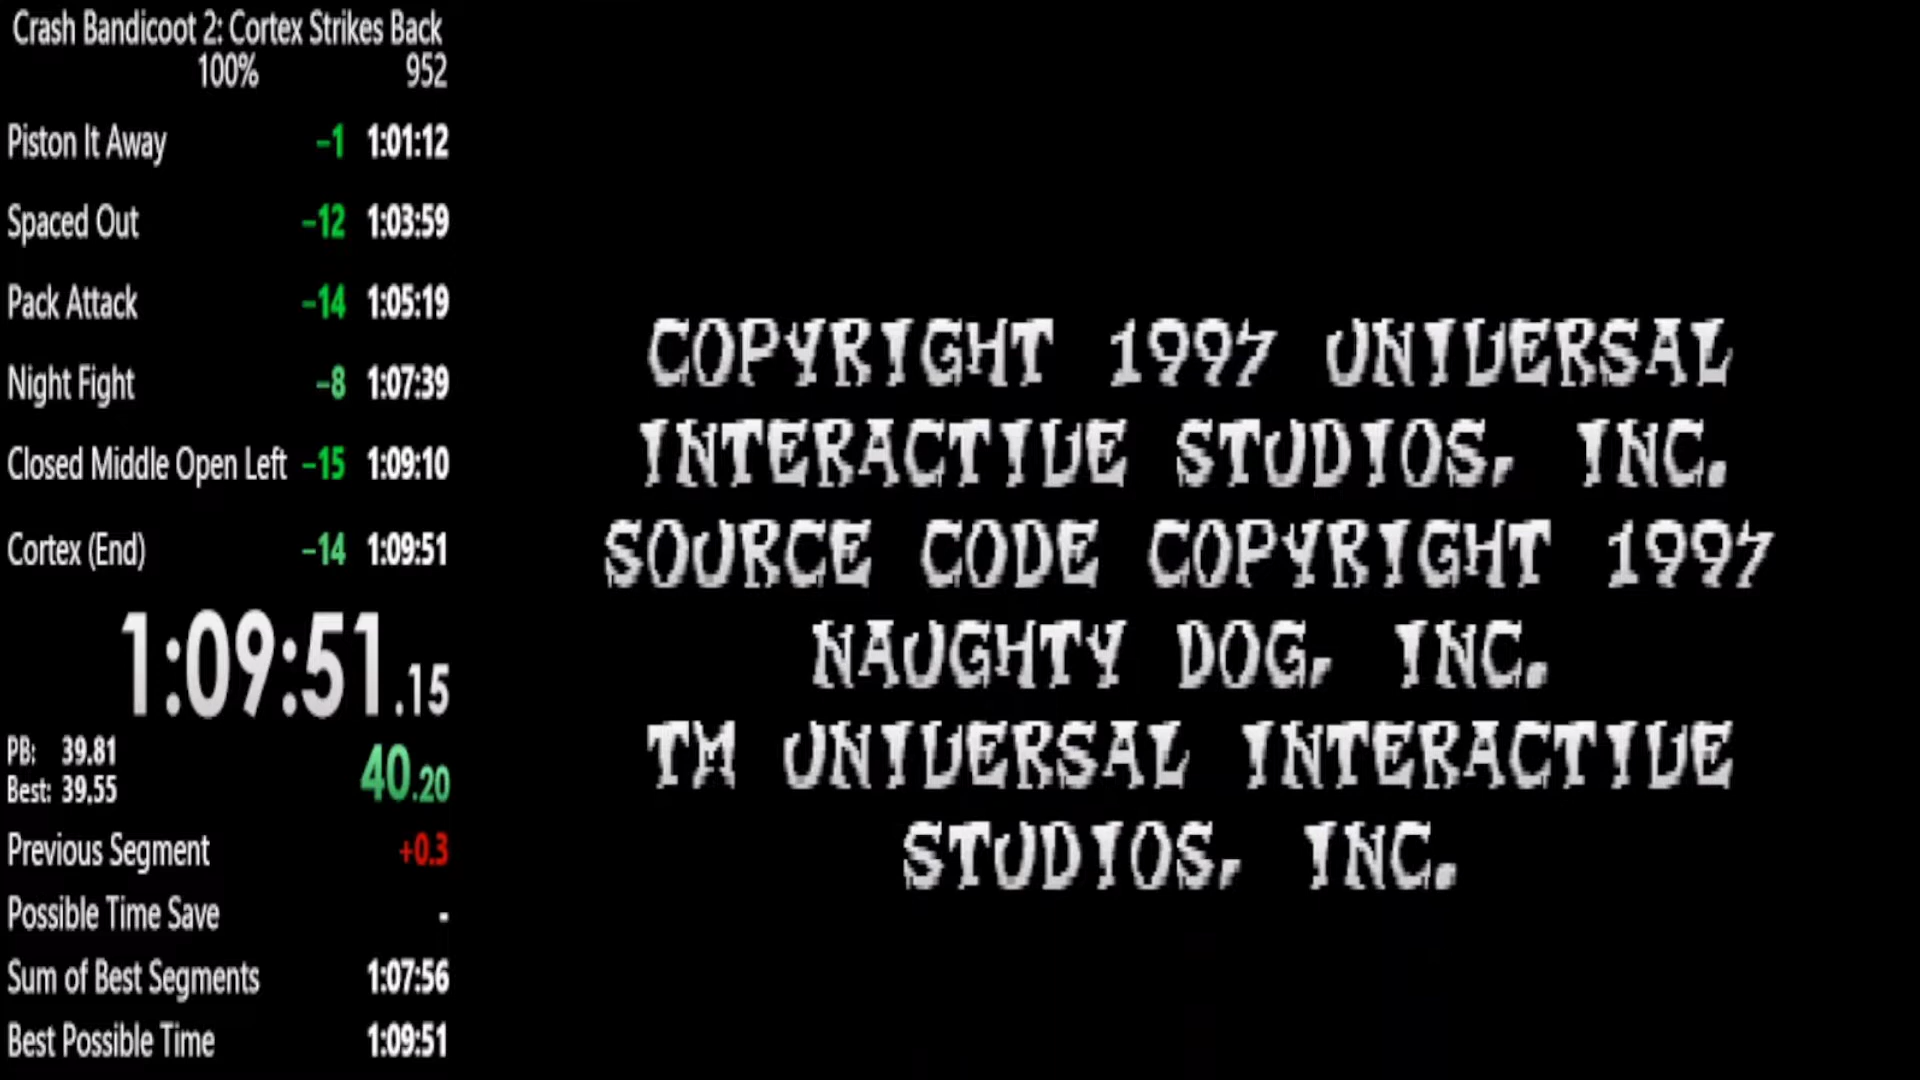 Crash Bandicoot 2: Cortex Strikes Back
100% 952
Piston It Away -1 1:01:12
Spaced Out -12 1:03:59
Pack Attack -14 1:05:19
Night Fight -8 1:07:39
Closed Middle Open Left -15 1:09:10
Cortex (End) -14 1:09:51
1:09:51.15
PB: 39.81
Best: 39.55
40.20
Previous Segment +0.3
Possible Time Save -
Sum of Best Segments 1:07:56
Best Possible Time 1:09:51
COPYRIGHT 1997 UNIVERSAL
INTERACTIVE STUDIOS, INC.
SOURCE CODE COPYRIGHT 1997
NAUGHTY DOG, INC.
TM UNIVERSAL INTERACTIVE
STUDIOS, INC.